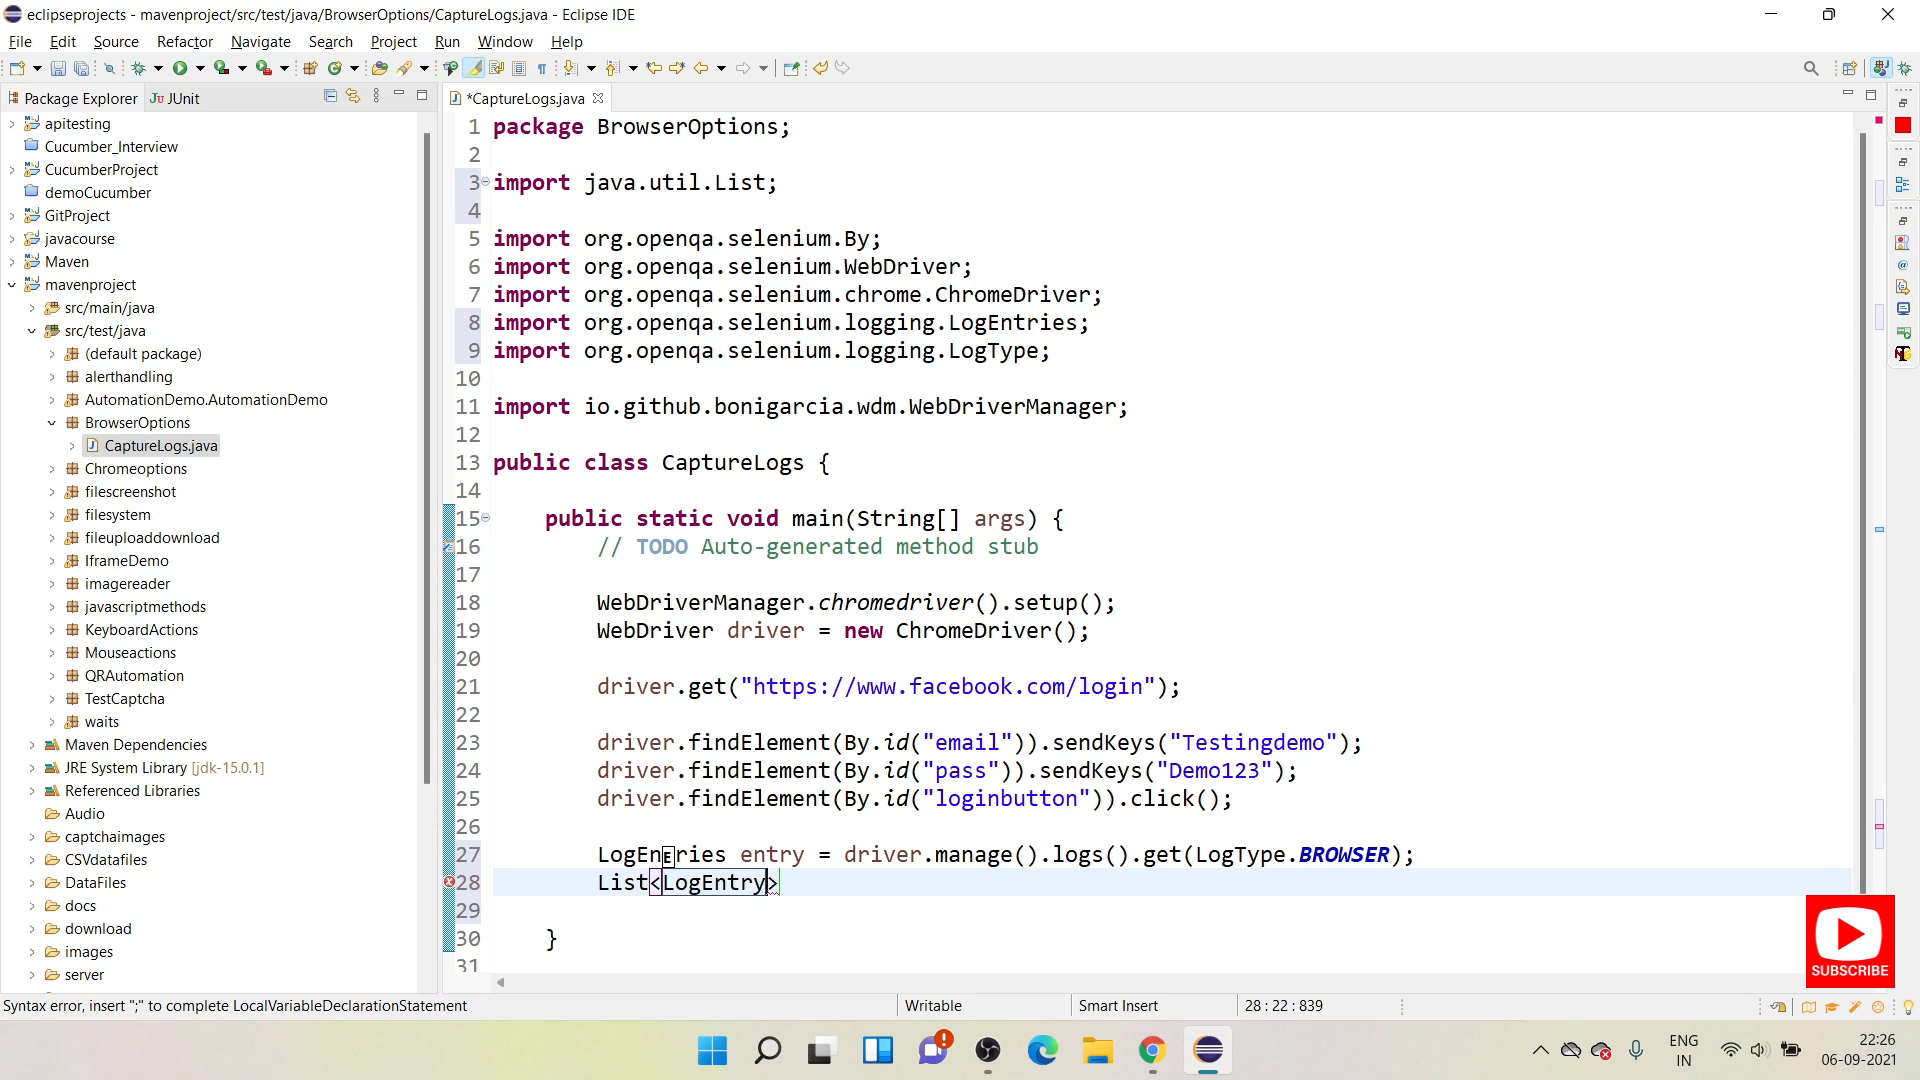 eclipseprojects - mavenproject/src/test/java/BrowserOptions/CaptureLogs.java - Eclipse IDE
File Edit Source Refactor Navigate Search Project Run Window Help
Package Explorer JUnit
*CaptureLogs.java
apitesting
Cucumber_Interview
CucumberProject
demoCucumber
GitProject
javacourse
Maven
mavenproject
src/main/java
src/test/java
(default package)
alerthandling
AutomationDemo.AutomationDemo
BrowserOptions
CaptureLogs.java
Chromeoptions
filescreenshot
filesystem
fileuploaddownload
IframeDemo
imagereader
javascriptmethods
KeyboardActions
Mouseactions
QRAutomation
TestCaptcha
waits
Maven Dependencies
JRE System Library [jdk-15.0.1]
Referenced Libraries
Audio
captchaimages
CSVdatafiles
DataFiles
docs
download
images
server
1 package BrowserOptions;
2
3 import java.util.List;
4
5 import org.openqa.selenium.By;
6 import org.openqa.selenium.WebDriver;
7 import org.openqa.selenium.chrome.ChromeDriver;
8 import org.openqa.selenium.logging.LogEntries;
9 import org.openqa.selenium.logging.LogType;
10
11 import io.github.bonigarcia.wdm.WebDriverManager;
12
13 public class CaptureLogs {
14
15 public static void main(String[] args) {
16 // TODO Auto-generated method stub
17
18 WebDriverManager.chromedriver().setup();
19 WebDriver driver = new ChromeDriver();
20
21 driver.get("https://www.facebook.com/login");
22
23 driver.findElement(By.id("email")).sendKeys("Testingdemo");
24 driver.findElement(By.id("pass")).sendKeys("Demo123");
25 driver.findElement(By.id("loginbutton")).click();
26
27 LogEntries entry = driver.manage().logs().get(LogType.BROWSER);
28 List<LogEntry>
29
30 }
31
SUBSCRIBE
Syntax error, insert ";" to complete LocalVariableDeclarationStatement Writable Smart Insert 28 : 22 : 839
ENG
IN
22:26
06-09-2021